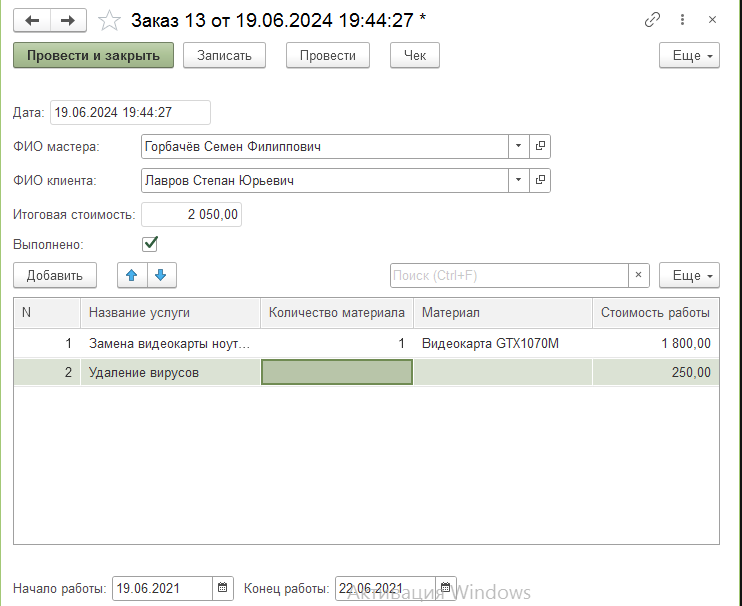 Заказ 13 от 19.06.2024 19:44:27 *
Провести и закрыть Записать Провести Чек Еще
Дата: 19.06.2024 19:44:27
ФИО мастера: Горбачёв Семен Филиппович
ФИО клиента: Лавров Степан Юрьевич
Итоговая стоимость: 2 050,00
Выполнено:
Добавить Поиск (Ctrl+F) × Еще
N Название услуги Количество материала Материал Стоимость работы
1 Замена видеокарты ноут... 1 Видеокарта GTX1070M 1 800,00
2 Удаление вирусов 250,00
Начало работы: 19.06.2021 Конец работы: 22.06.2021
Активация Windows